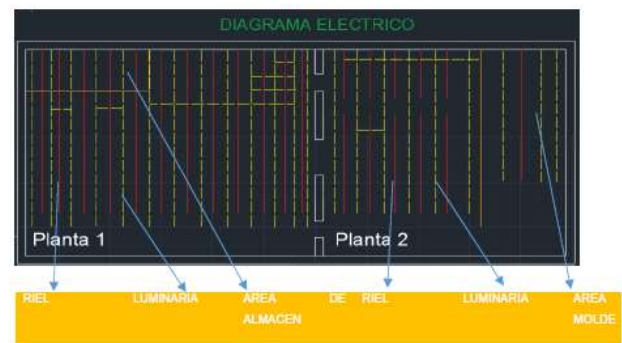 DIAGRAMA ELECTRICO
Planta 1
Planta 2
RIEL LUMINARIA AREA DE RIEL LUMINARIA AREA
ALMACEN MOLDE